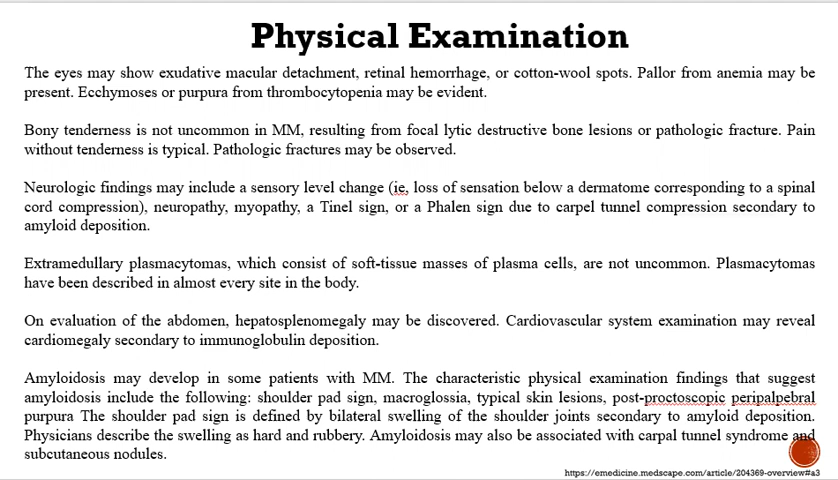 Physical Examination
The eyes may show exudative macular detachment, retinal hemorrhage, or cotton-wool spots. Pallor from anemia may be
present. Ecchymoses or purpura from thrombocytopenia may be evident.
Bony tenderness is not uncommon in MM, resulting from focal lytic destructive bone lesions or pathologic fracture. Pain
without tenderness is typical. Pathologic fractures may be observed.
Neurologic findings may include a sensory level change (ie, loss of sensation below a dermatome corresponding to a spinal
cord compression), neuropathy, myopathy, a Tinel sign, or a Phalen sign due to carpel tunnel compression secondary to
amyloid deposition.
Extramedullary plasmacytomas, which consist of soft-tissue masses of plasma cells, are not uncommon. Plasmacytomas
have been described in almost every site in the body.
On evaluation of the abdomen, hepatosplenomegaly may be discovered. Cardiovascular system examination may reveal
cardiomegaly secondary to immunoglobulin deposition.
Amyloidosis may develop in some patients with MM. The characteristic physical examination findings that suggest
amyloidosis include the following: shoulder pad sign, macroglossia, typical skin lesions, post-proctoscopic peripalpebral
purpura The shoulder pad sign is defined by bilateral swelling of the shoulder joints secondary to amyloid deposition.
Physicians describe the swelling as hard and rubbery. Amyloidosis may also be associated with carpal tunnel syndrome and
subcutaneous nodules.
https://emedicine.medscape.com/article/204369-overview#a3